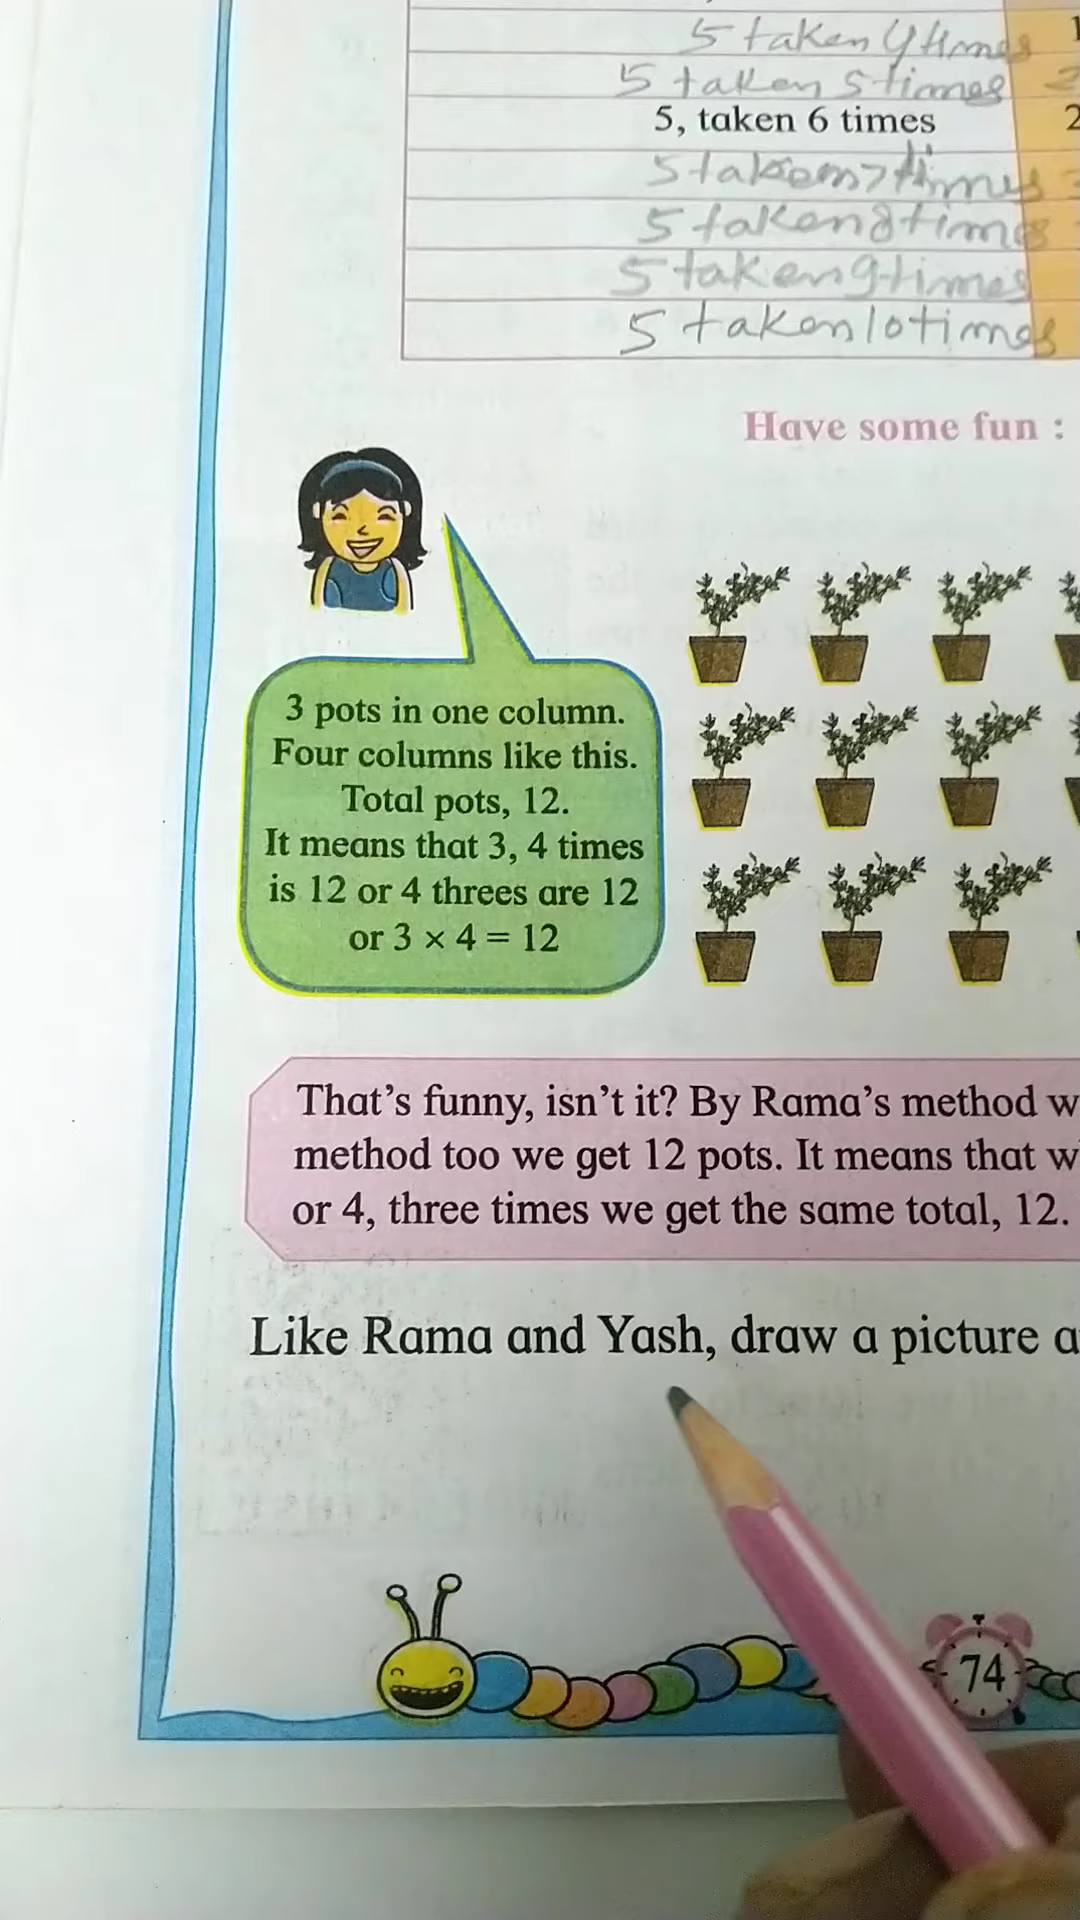 5 taken 4 times 1
5 taken 5 times 2
5, taken 6 times 2
5 taken 7 times
5 taken 8 times
5 taken 9 times
5 taken 10 times
Have some fun :
3 pots in one column.
Four columns like this.
Total pots, 12.
It means that 3, 4 times
is 12 or 4 threes are 12
or 3 × 4 = 12
That's funny, isn't it? By Rama's method w
method too we get 12 pots. It means that w
or 4, three times we get the same total, 12.
Like Rama and Yash, draw a picture a
74